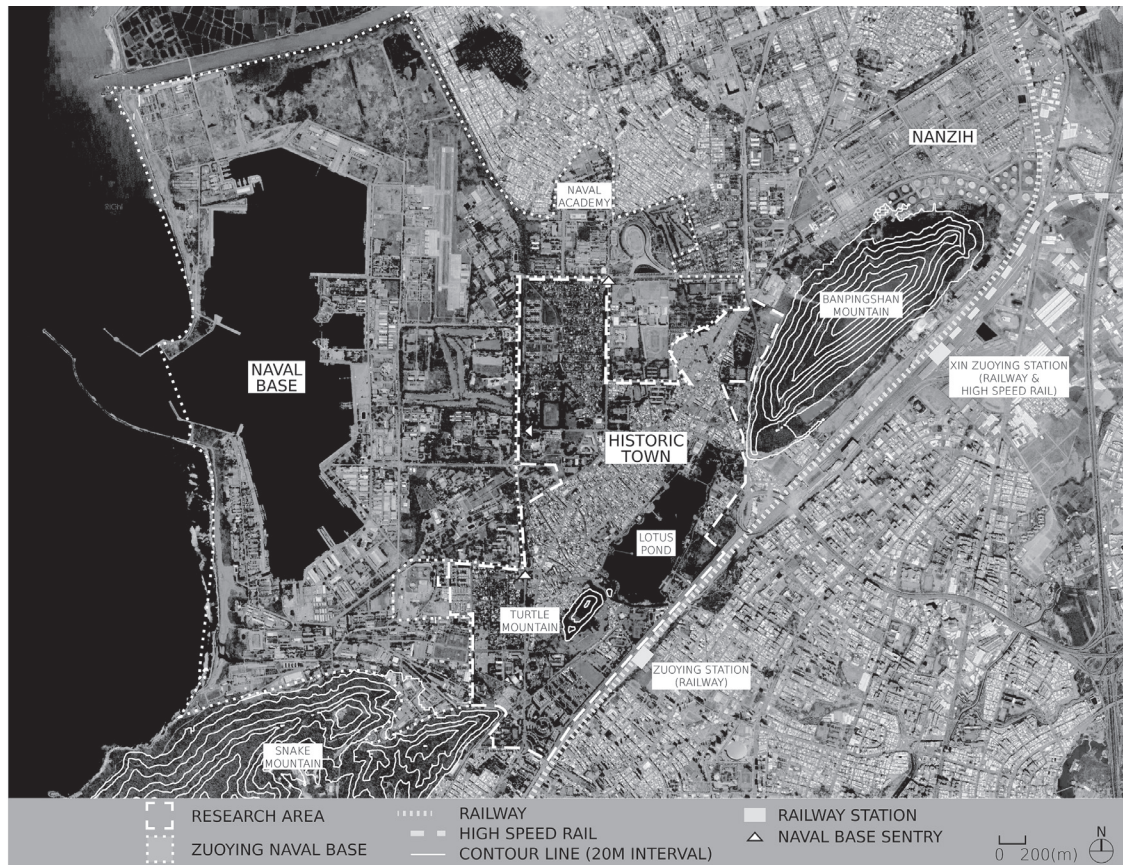 NANZIH
NAVAL
ACADEMY
BANPINGSHAN
MOUNTAIN
NAVAL
BASE
XIN ZUOYING STATION
(RAILWAY &
HIGH SPEED RAIL)
HISTORIC
TOWN
LOTUS
POND
TURTLE
MOUNTAIN
ZUOYING STATION
(RAILWAY)
SNAKE
MOUNTAIN
RESEARCH AREA
ZUOYING NAVAL BASE
RAILWAY
HIGH SPEED RAIL
CONTOUR LINE (20M INTERVAL)
RAILWAY STATION
NAVAL BASE SENTRY
0 200(m)
N